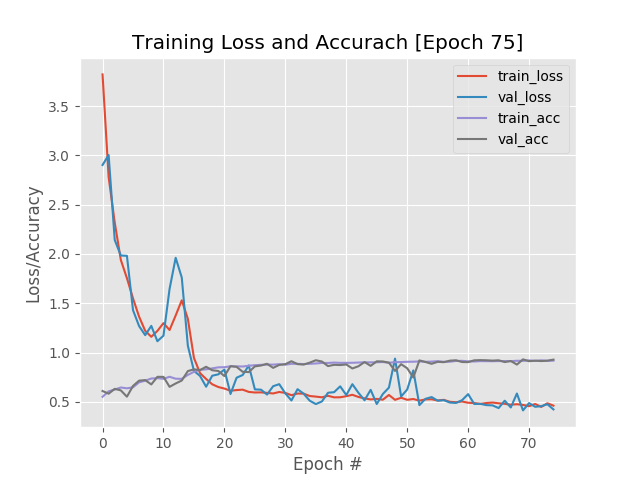 Training Loss and Accurach [Epoch 75]
train_loss
val_loss
train_acc
val_acc
Loss/Accuracy
3.5
3.0
2.5
2.0
1.5
1.0
0.5
0 10 20 30 40 50 60 70
Epoch #